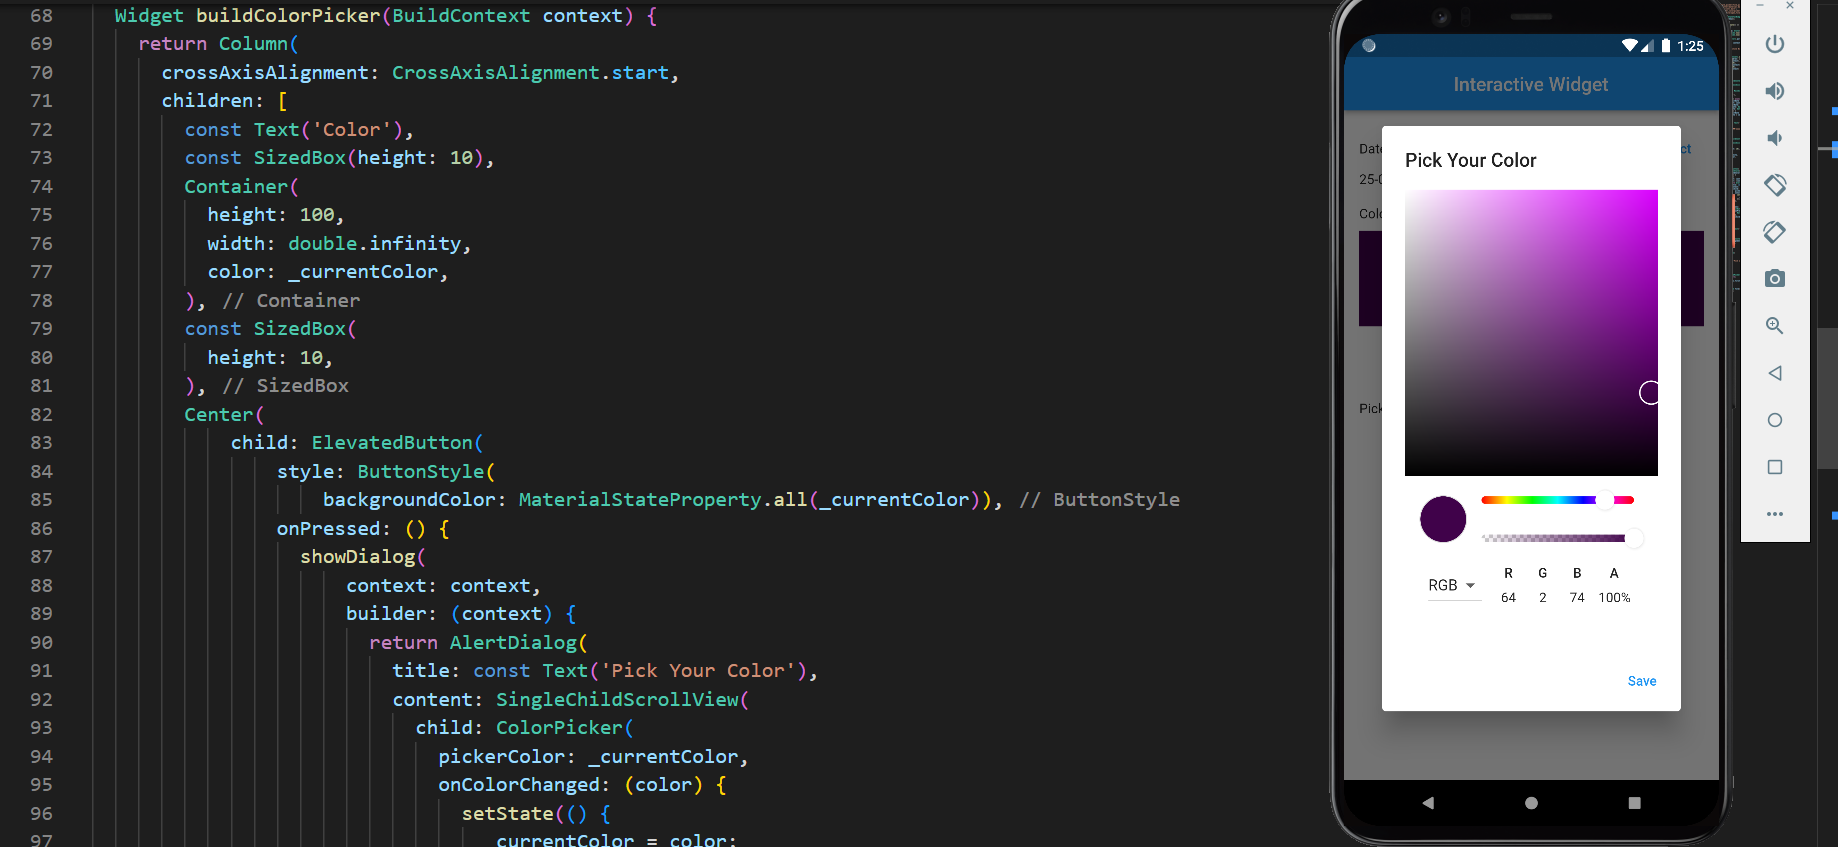 68 Widget buildColorPicker(BuildContext context) {
69 return Column(
70 crossAxisAlignment: CrossAxisAlignment.start,
71 children: [
72 const Text('Color'),
73 const SizedBox(height: 10),
74 Container(
75 height: 100,
76 width: double.infinity,
77 color: _currentColor,
78 ), // Container
79 const SizedBox(
80 height: 10,
81 ), // SizedBox
82 Center(
83 child: ElevatedButton(
84 style: ButtonStyle(
85 backgroundColor: MaterialStateProperty.all(_currentColor)), // ButtonStyle
86 onPressed: () {
87 showDialog(
88 context: context,
89 builder: (context) {
90 return AlertDialog(
91 title: const Text('Pick Your Color'),
92 content: SingleChildScrollView(
93 child: ColorPicker(
94 pickerColor: _currentColor,
95 onColorChanged: (color) {
96 setState(() {
97 currentColor = color;
1:25
Interactive Widget
Date
ct
25-0
Colo
Pick
Pick Your Color
RGB
R G B A
64 2 74 100%
Save